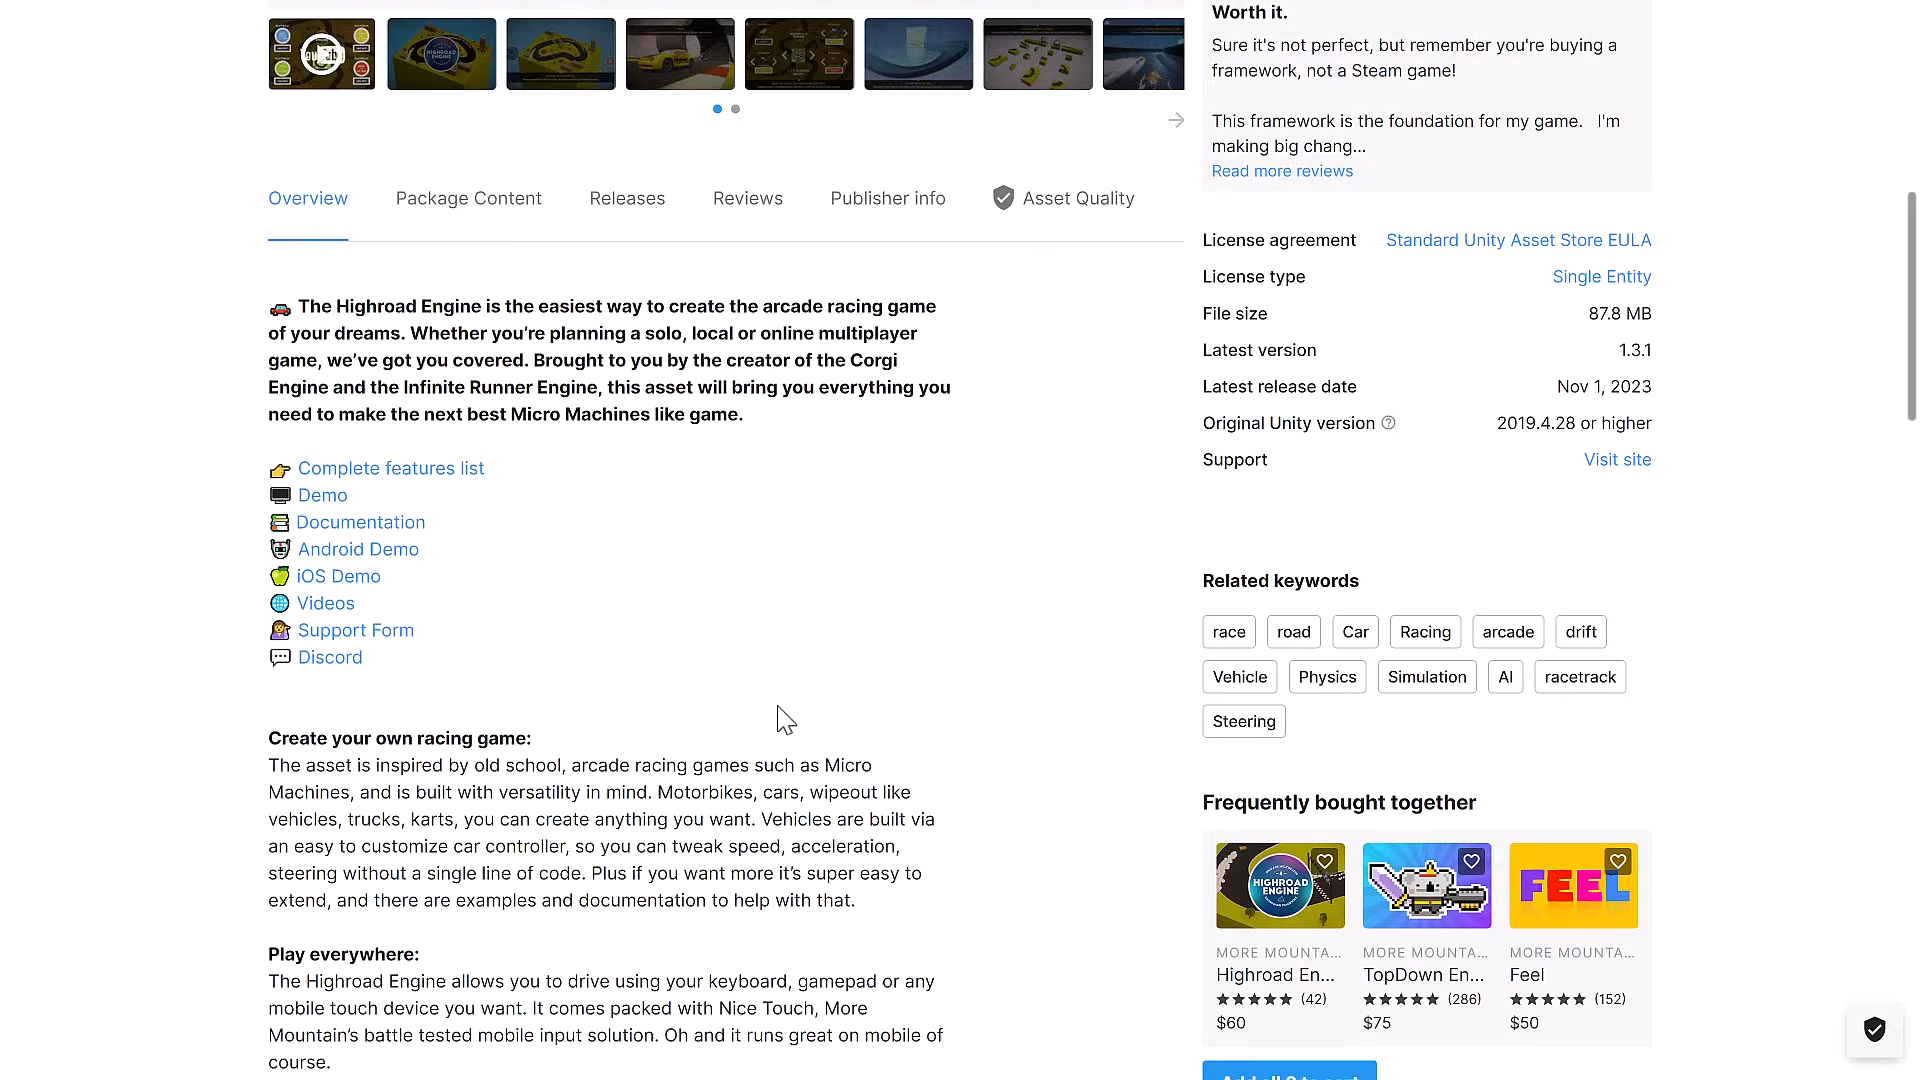 Worth it.
Sure it's not perfect, but remember you're buying a
framework, not a Steam game!
This framework is the foundation for my game. I'm
making big chang...
Read more reviews
Overview
Package Content
Releases
Reviews
Publisher info
Asset Quality
License agreement
Standard Unity Asset Store EULA
License type
Single Entity
File size
87.8 MB
Latest version
1.3.1
Latest release date
Nov 1, 2023
Original Unity version
2019.4.28 or higher
Support
Visit site
The Highroad Engine is the easiest way to create the arcade racing game
of your dreams. Whether you’re planning a solo, local or online multiplayer
game, we’ve got you covered. Brought to you by the creator of the Corgi
Engine and the Infinite Runner Engine, this asset will bring you everything you
need to make the next best Micro Machines like game.
Complete features list
Demo
Documentation
Android Demo
iOS Demo
Videos
Support Form
Discord
Create your own racing game:
The asset is inspired by old school, arcade racing games such as Micro
Machines, and is built with versatility in mind. Motorbikes, cars, wipeout like
vehicles, trucks, karts, you can create anything you want. Vehicles are built via
an easy to customize car controller, so you can tweak speed, acceleration,
steering without a single line of code. Plus if you want more it’s super easy to
extend, and there are examples and documentation to help with that.
Play everywhere:
The Highroad Engine allows you to drive using your keyboard, gamepad or any
mobile touch device you want. It comes packed with Nice Touch, More
Mountain’s battle tested mobile input solution. Oh and it runs great on mobile of
course.
Related keywords
race
road
Car
Racing
arcade
drift
Vehicle
Physics
Simulation
AI
racetrack
Steering
Frequently bought together
HIGHROAD
ENGINE
FEEL
MORE MOUNTA...
Highroad En...
(42)
$60
MORE MOUNTA...
TopDown En...
(286)
$75
MORE MOUNTA...
Feel
(152)
$50